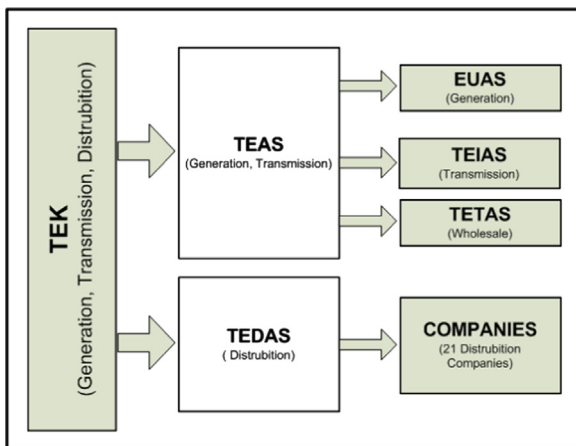 TEK
(Generation, Transmission, Distrubition)
TEAS
(Generation, Transmission)
EUAS
(Generation)
TEIAS
(Transmission)
TETAS
(Wholesale)
TEDAS
( Distrubition)
COMPANIES
(21 Distrubition
Companies)